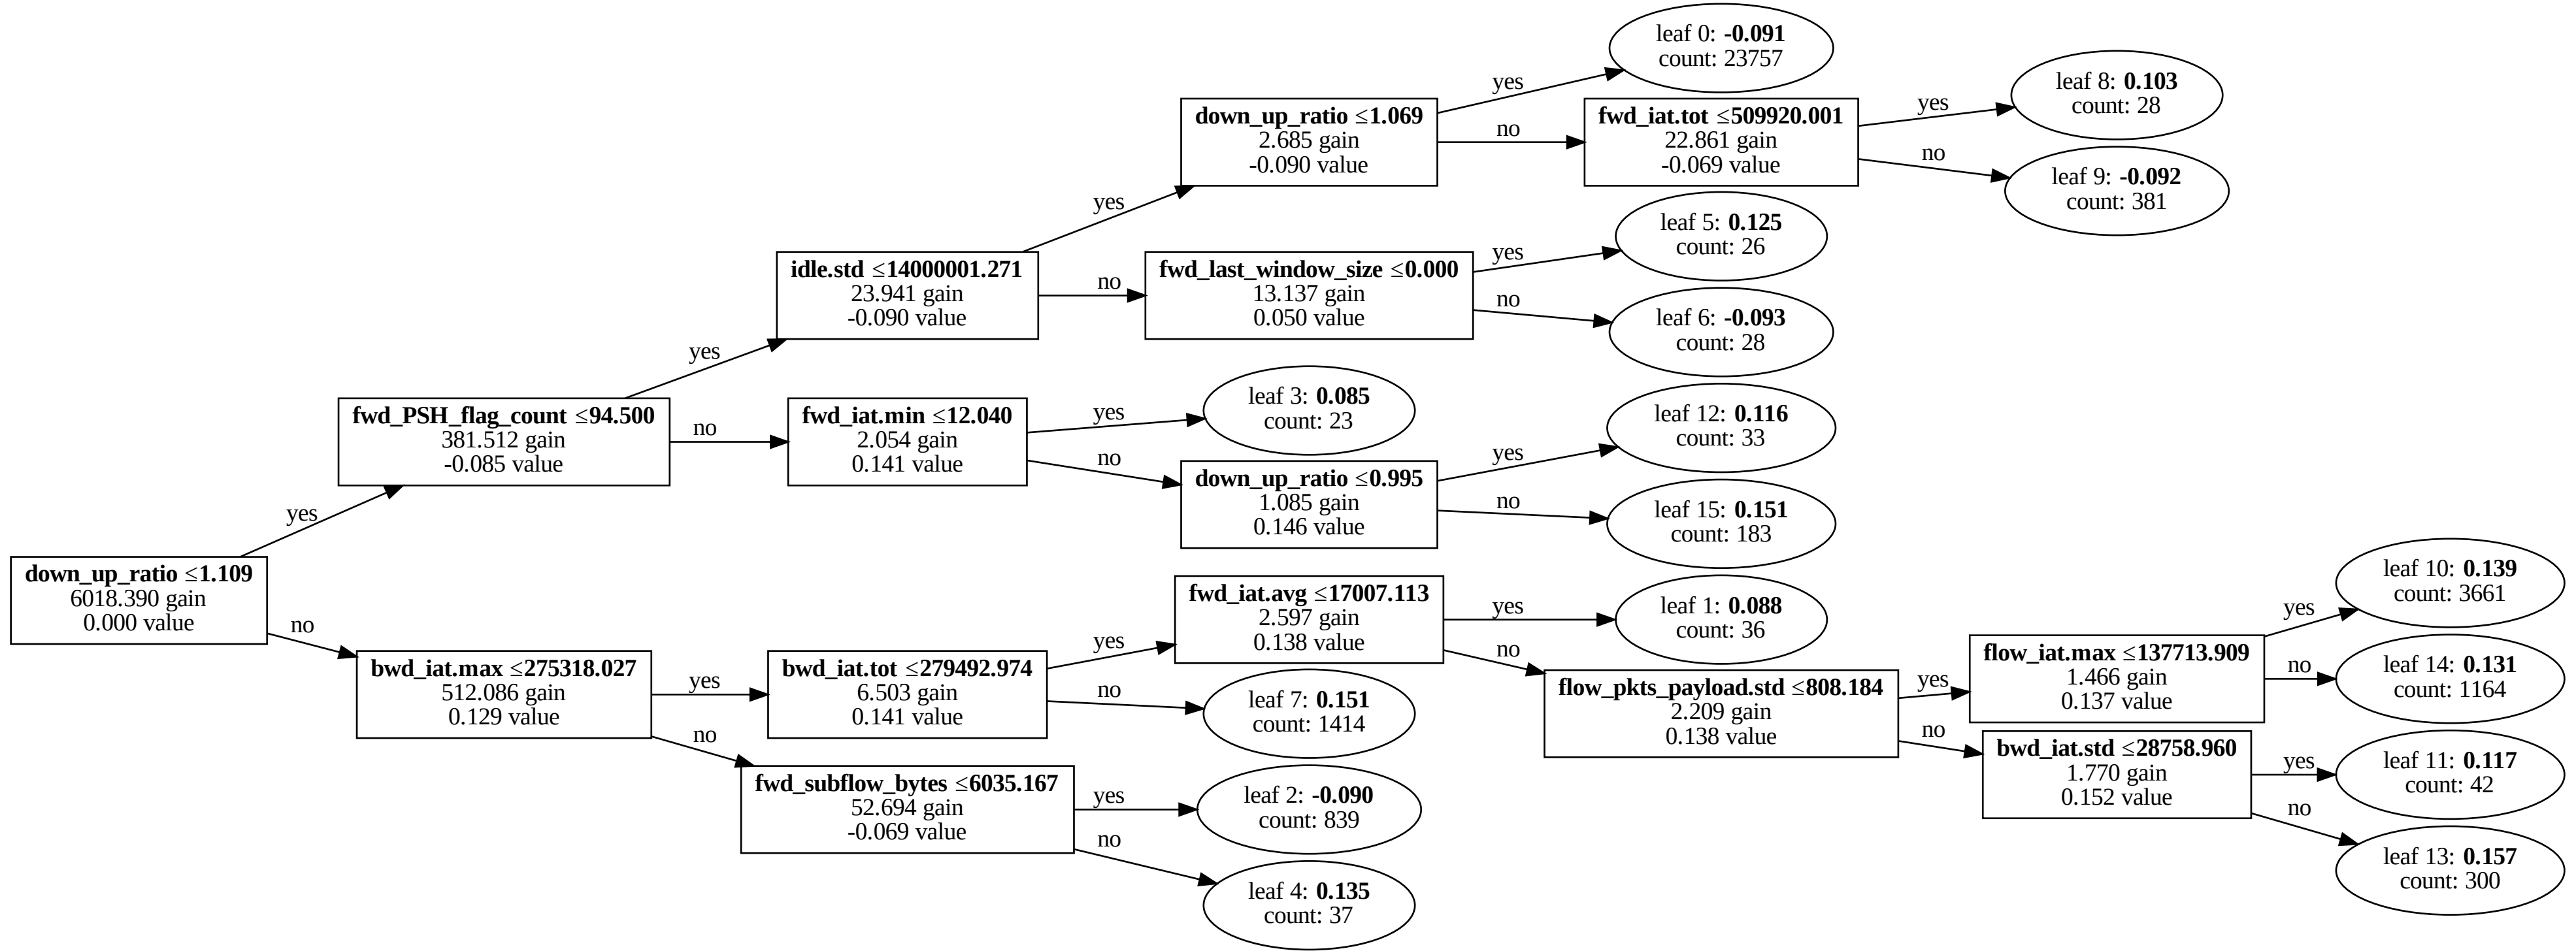 leaf 0: -0.091
count: 23757
leaf 8: 0.103
count: 28
yes
yes
down_up_ratio ≤1.069
2.685 gain
-0.090 value
no
fwd_iat.tot ≤509920.001
22.861 gain
-0.069 value
no
leaf 9: -0.092
count: 381
yes
leaf 5: 0.125
count: 26
yes
idle.std ≤14000001.271
23.941 gain
-0.090 value
no
fwd_last_window_size ≤0.000
13.137 gain
0.050 value
no
leaf 6: -0.093
count: 28
yes
leaf 3: 0.085
count: 23
yes
fwd_PSH_flag_count ≤94.500
381.512 gain
-0.085 value
no
fwd_iat.min ≤12.040
2.054 gain
0.141 value
no
leaf 12: 0.116
count: 33
yes
down_up_ratio ≤0.995
1.085 gain
0.146 value
no
leaf 15: 0.151
count: 183
yes
down_up_ratio ≤1.109
6018.390 gain
0.000 value
no
fwd_iat.avg ≤17007.113
2.597 gain
0.138 value
yes
leaf 1: 0.088
count: 36
leaf 10: 0.139
count: 3661
yes
bwd_iat.max ≤275318.027
512.086 gain
0.129 value
yes
bwd_iat.tot ≤279492.974
6.503 gain
0.141 value
yes
no
no
leaf 7: 0.151
count: 1414
flow_pkts_payload.std ≤808.184
2.209 gain
0.138 value
yes
flow_iat.max ≤137713.909
1.466 gain
0.137 value
no
leaf 14: 0.131
count: 1164
no
bwd_iat.std ≤28758.960
1.770 gain
0.152 value
yes
leaf 11: 0.117
count: 42
no
leaf 13: 0.157
count: 300
no
fwd_subflow_bytes ≤6035.167
52.694 gain
-0.069 value
yes
leaf 2: -0.090
count: 839
no
leaf 4: 0.135
count: 37